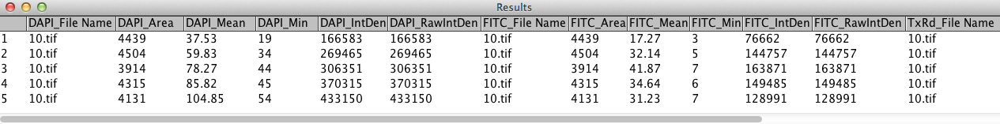 Results
DAPI_File Name DAPI_Area DAPI_Mean DAPI_Min DAPI_IntDen DAPI_RawIntDen FITC_File Name FITC_Area FITC_Mean FITC_Min FITC_IntDen FITC_RawIntDen TxRd_File Name
1 10.tif 4439 37.53 19 166583 166583 10.tif 4439 17.27 3 76662 76662 10.tif
2 10.tif 4504 59.83 34 269465 269465 10.tif 4504 32.14 5 144757 144757 10.tif
3 10.tif 3914 78.27 44 306351 306351 10.tif 3914 41.87 7 163871 163871 10.tif
4 10.tif 4315 85.82 45 370315 370315 10.tif 4315 34.64 6 149485 149485 10.tif
5 10.tif 4131 104.85 54 433150 433150 10.tif 4131 31.23 7 128991 128991 10.tif